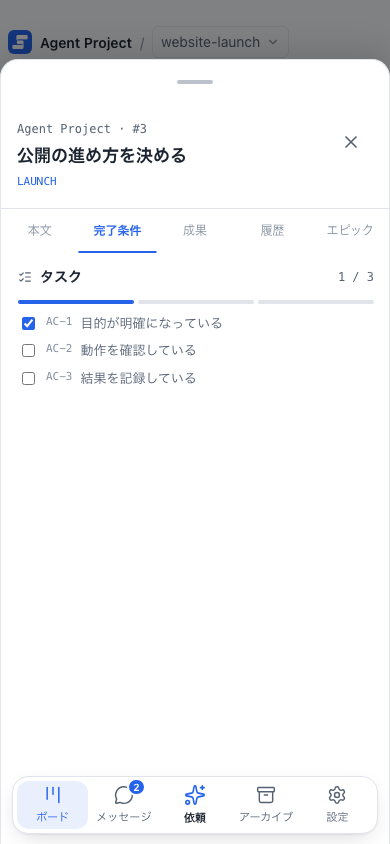 Agent Project / website-launch
Agent Project · #3
公開の進め方を決める
LAUNCH
本文 完了条件 成果 履歴 エピック
タスク 1 / 3
AC-1 目的が明確になっている
AC-2 動作を確認している
AC-3 結果を記録している
2
ボード メッセージ 依頼 アーカイブ 設定